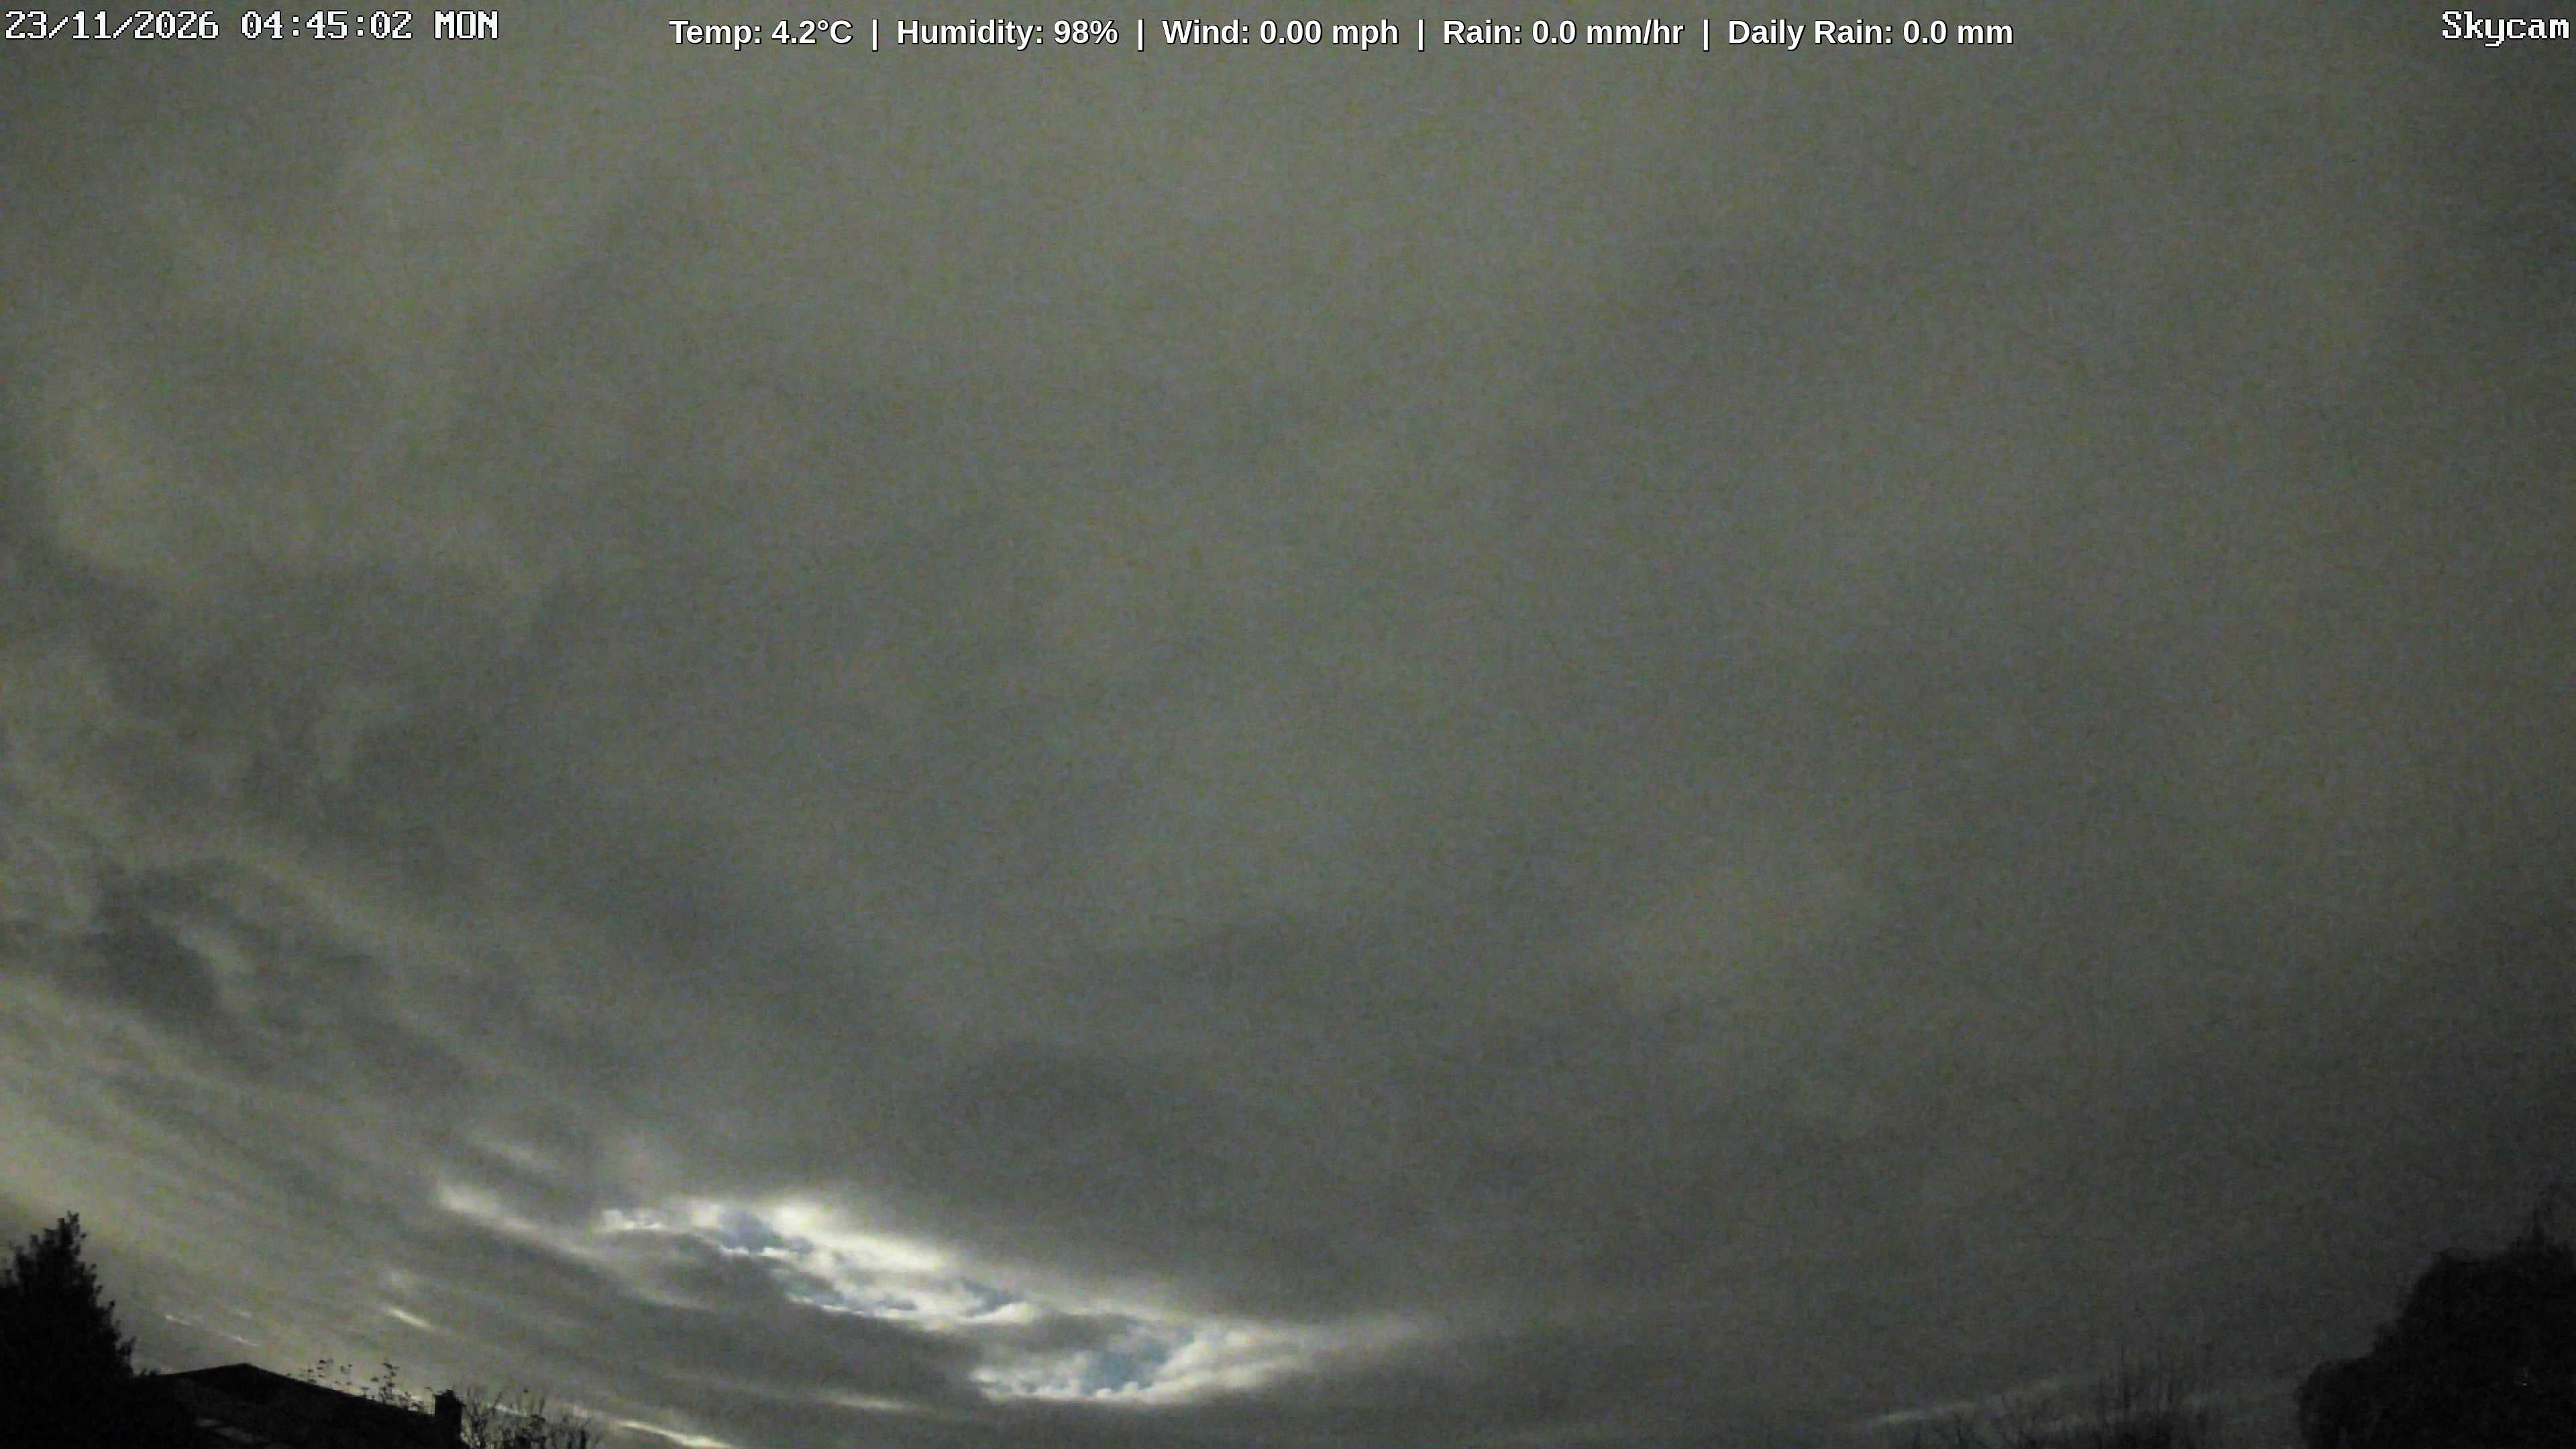 23/11/2026 04:45:02 MON
Temp: 4.2°C | Humidity: 98% | Wind: 0.00 mph | Rain: 0.0 mm/hr | Daily Rain: 0.0 mm
Skycam